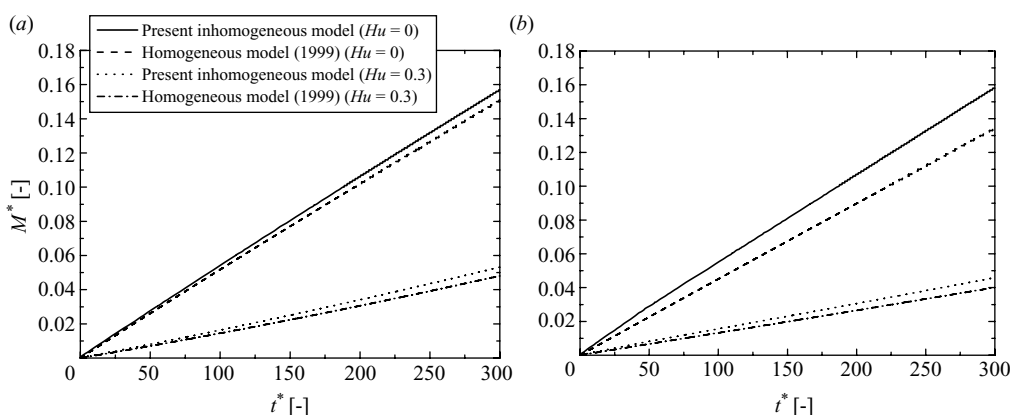 (a)
Present inhomogeneous model (Hu = 0)
Homogeneous model (1999) (Hu = 0)
Present inhomogeneous model (Hu = 0.3)
Homogeneous model (1999) (Hu = 0.3)
0.18
0.16
0.14
0.12
0.10
0.08
0.06
0.04
0.02
M* [-]
0 50 100 150 200 250 300
t* [-]
(b)
0.18
0.16
0.14
0.12
0.10
0.08
0.06
0.04
0.02
0 50 100 150 200 250 300
t* [-]